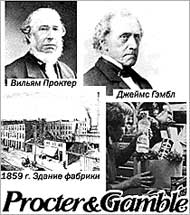 Вильям Проктер
Джеймс Гэмбл
1859 г. Здание фабрики
Procter & Gamble